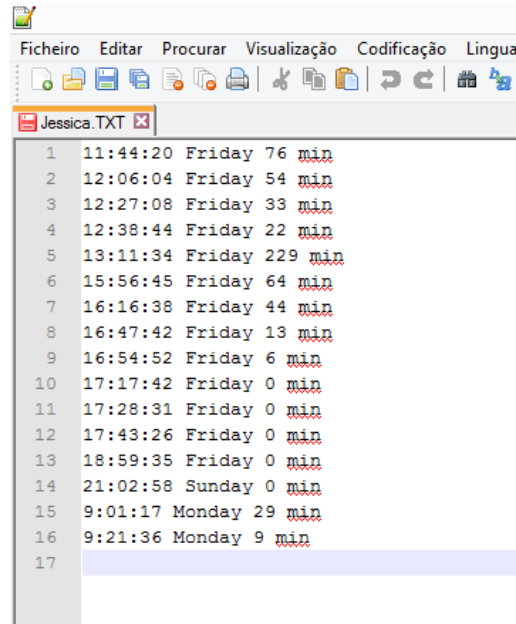 Ficheiro Editar Procurar Visualização Codificação Lingua
Jessica.TXT
1 11:44:20 Friday 76 min
2 12:06:04 Friday 54 min
3 12:27:08 Friday 33 min
4 12:38:44 Friday 22 min
5 13:11:34 Friday 229 min
6 15:56:45 Friday 64 min
7 16:16:38 Friday 44 min
8 16:47:42 Friday 13 min
9 16:54:52 Friday 6 min
10 17:17:42 Friday 0 min
11 17:28:31 Friday 0 min
12 17:43:26 Friday 0 min
13 18:59:35 Friday 0 min
14 21:02:58 Sunday 0 min
15 9:01:17 Monday 29 min
16 9:21:36 Monday 9 min
17